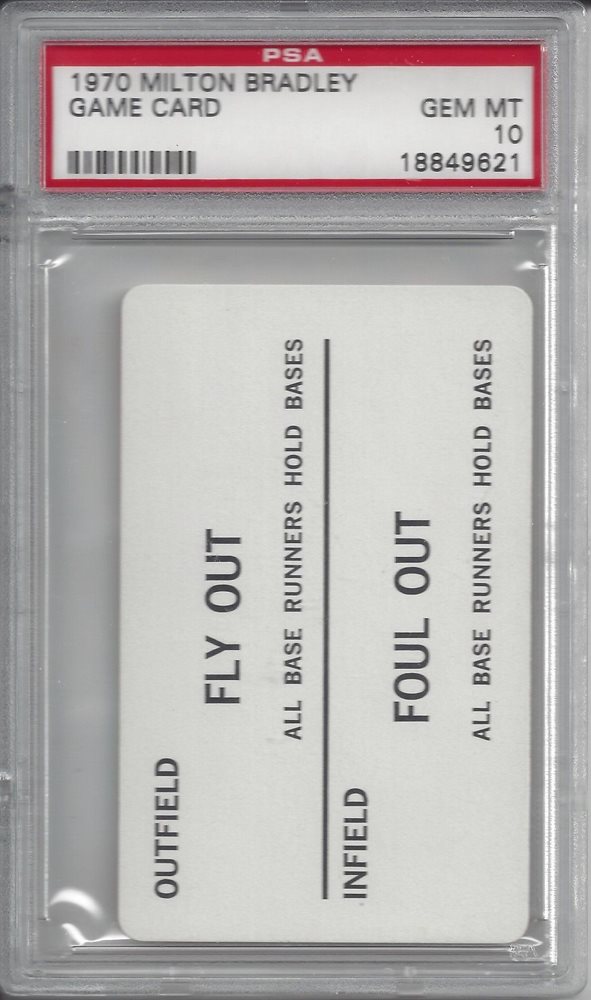 PSA
1970 MILTON BRADLEY
GAME CARD
GEM MT
10
18849621
OUTFIELD
FLY OUT
ALL BASE RUNNERS HOLD BASES
INFIELD
FOUL OUT
ALL BASE RUNNERS HOLD BASES